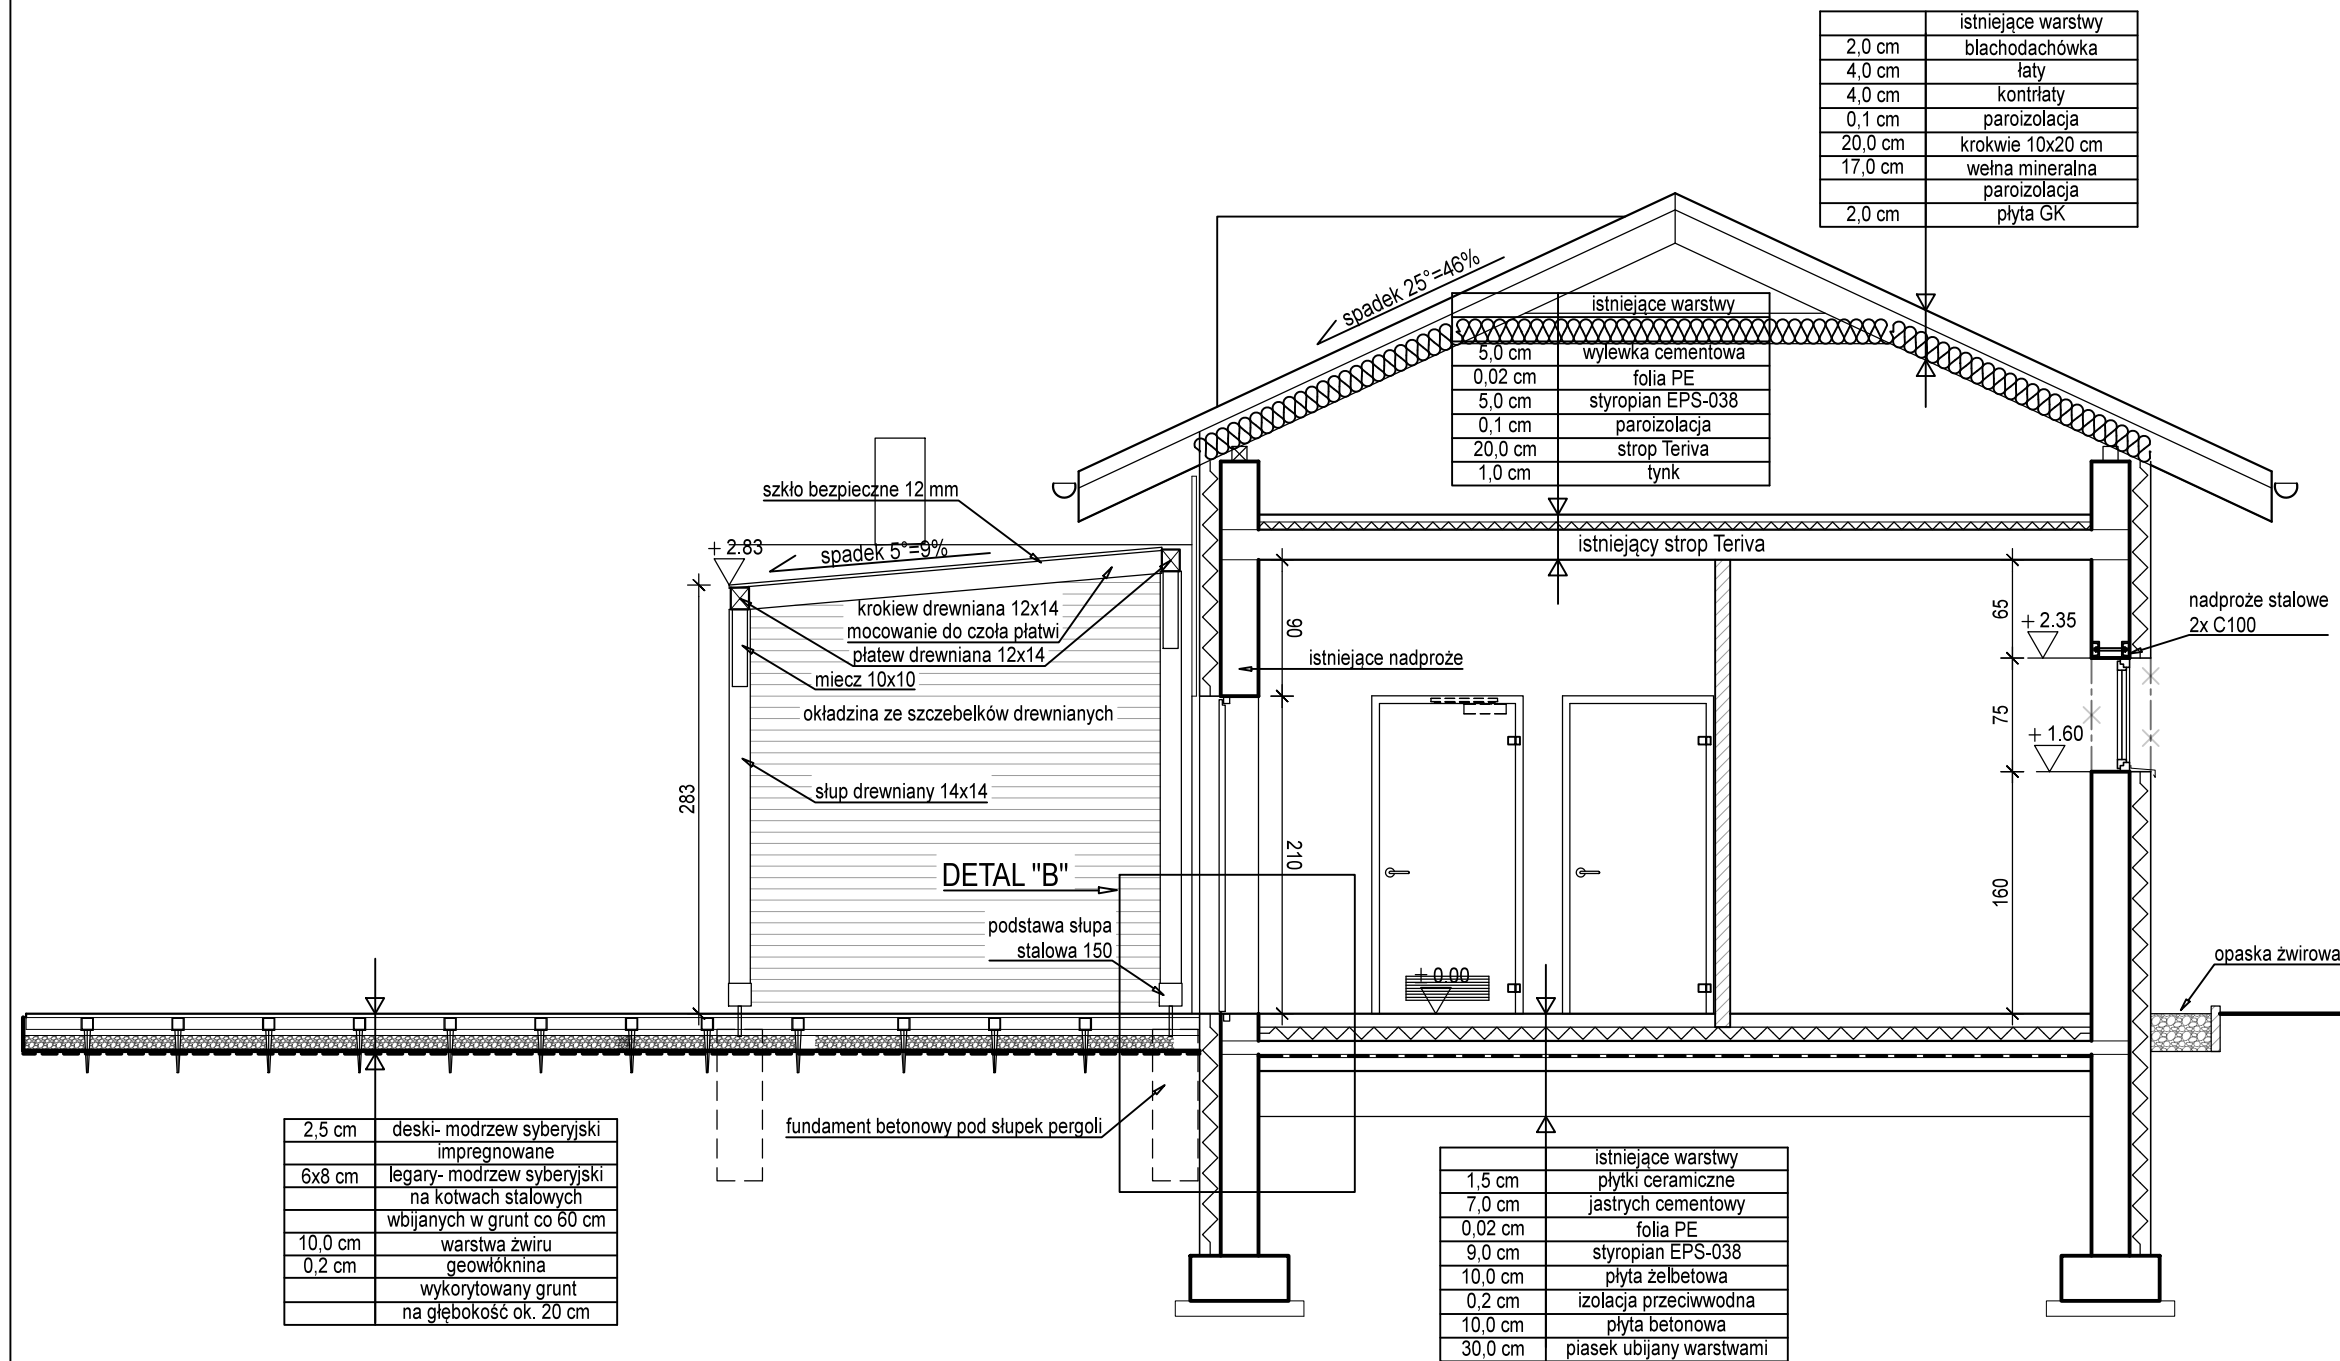 istniejące warstwy
2,0 cm blachodachówka
4,0 cm łaty
4,0 cm kontrłaty
0,1 cm paroizolacja
20,0 cm krokwie 10x20 cm
17,0 cm wełna mineralna
paroizolacja
2,0 cm płyta GK
spadek 25°=46%
istniejące warstwy
5,0 cm wylewka cementowa
0,02 cm folia PE
5,0 cm styropian EPS-038
0,1 cm paroizolacja
20,0 cm strop Teriva
1,0 cm tynk
szkło bezpieczne 12 mm
+ 2.83
spadek 5°=9%
istniejący strop Teriva
krokiew drewniana 12x14
mocowanie do czoła płatwi
płatew drewniana 12x14
miecz 10x10
okładzina ze szczebelków drewnianych
słup drewniany 14x14
283
DETAL "B"
podstawa słupa
stalowa 150
90
istniejące nadproże
210
+ 0.00
65
+ 2.35
nadproże stalowe
2x C100
75
+ 1.60
160
opaska żwirowa
fundament betonowy pod słupek pergoli
2,5 cm deski- modrzew syberyjski
impregnowane
6x8 cm legary- modrzew syberyjski
na kotwach stalowych
wbijanych w grunt co 60 cm
10,0 cm warstwa żwiru
0,2 cm geowłóknina
wykorytowany grunt
na głębokość ok. 20 cm
istniejące warstwy
1,5 cm płytki ceramiczne
7,0 cm jastrych cementowy
0,02 cm folia PE
9,0 cm styropian EPS-038
10,0 cm płyta żelbetowa
0,2 cm izolacja przeciwwodna
10,0 cm płyta betonowa
30,0 cm piasek ubijany warstwami